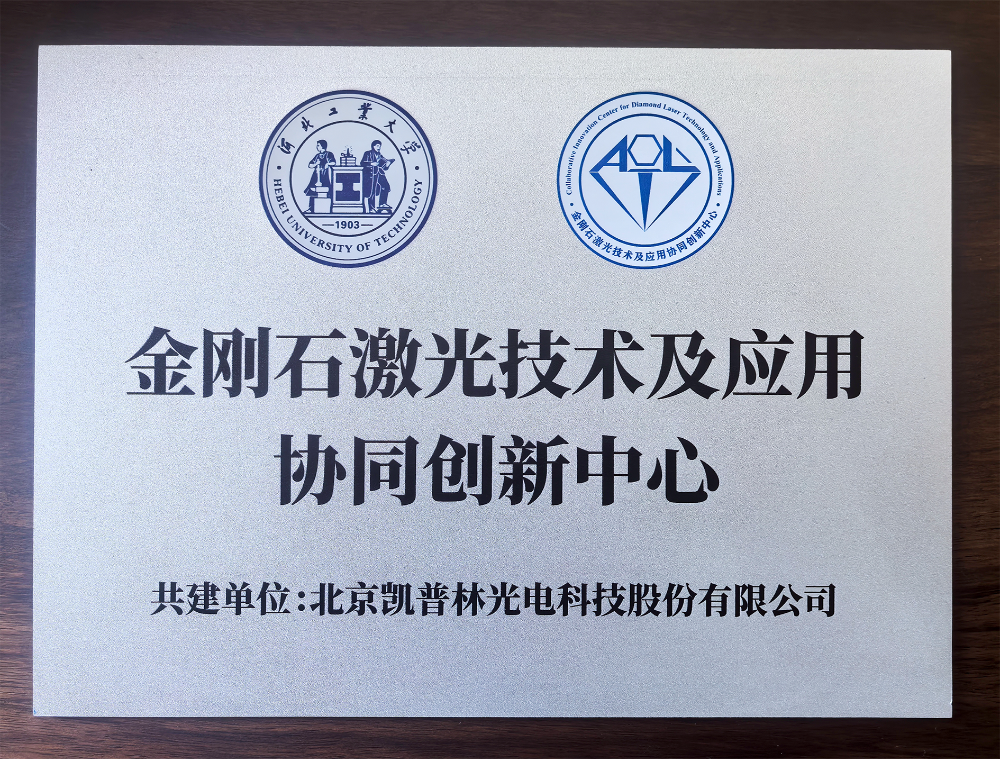 河北工業大学
HEBEI UNIVERSITY OF TECHNOLOGY
1903
Collaborative Innovation Center for Diamond Laser Technology and Applications
金刚石激光技术及应用协同创新中心
金刚石激光技术及应用
协同创新中心
共建单位:北京凯普林光电科技股份有限公司